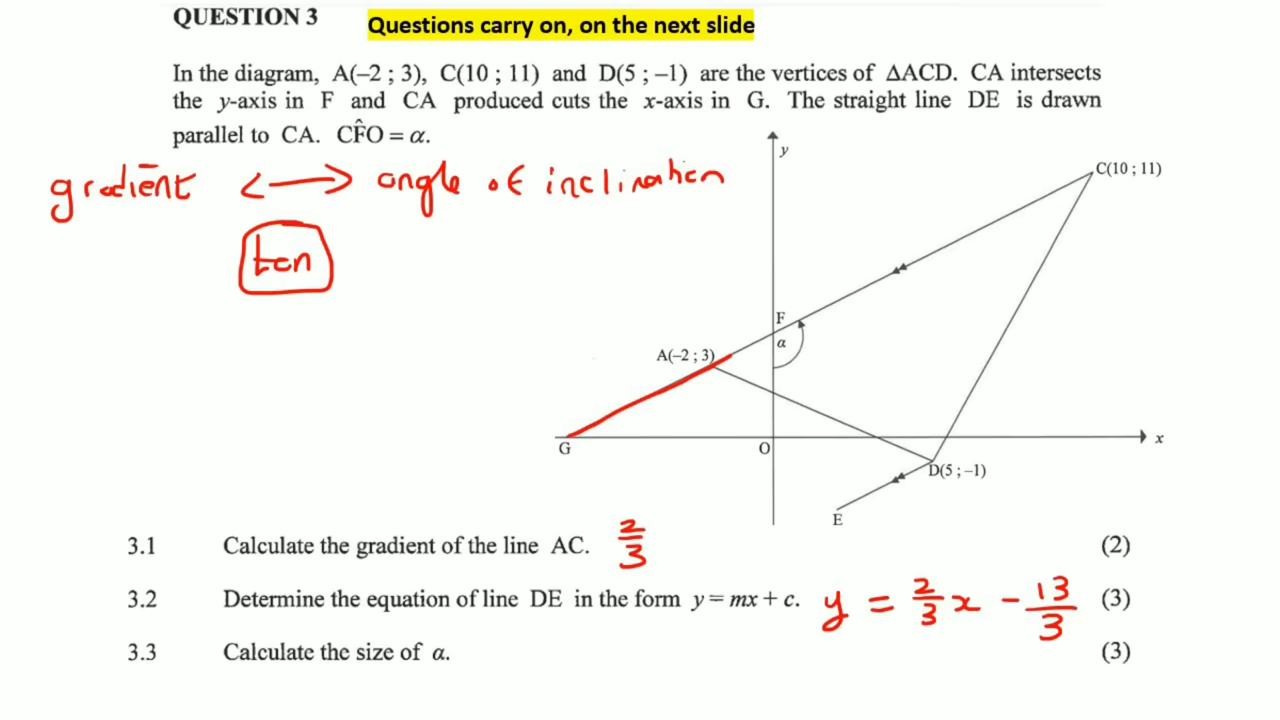 QUESTION 3
Questions carry on, on the next slide
In the diagram, A(–2 ; 3), C(10 ; 11) and D(5 ; –1) are the vertices of ΔACD. CA intersects
the y-axis in F and CA produced cuts the x-axis in G. The straight line DE is drawn
parallel to CA. CF̂O = α.
gradient <—> angle of inclination
tan
y
C(10 ; 11)
F
α
A(–2 ; 3)
G
O
x
D(5 ; –1)
E
3.1 Calculate the gradient of the line AC. 2/3 (2)
3.2 Determine the equation of line DE in the form y = mx + c. y = 2/3 x - 13/3 (3)
3.3 Calculate the size of α. (3)